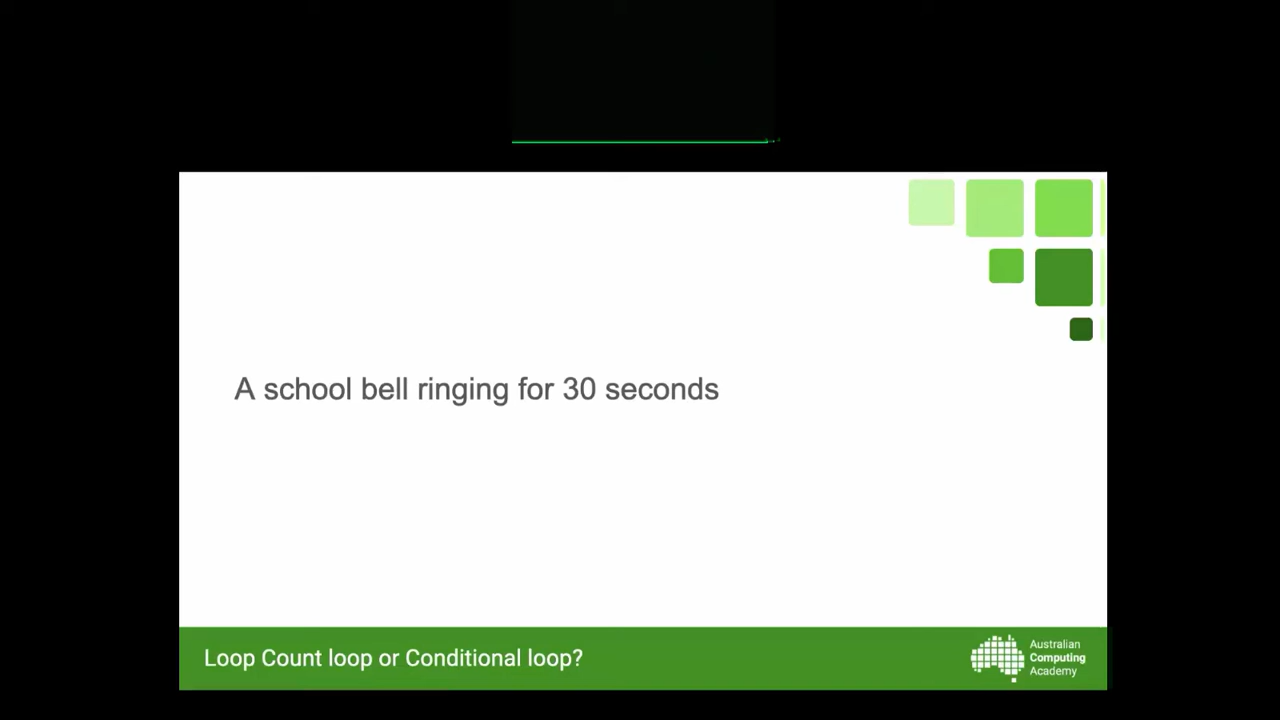 A school bell ringing for 30 seconds
Loop Count loop or Conditional loop?
Australian
Computing
Academy